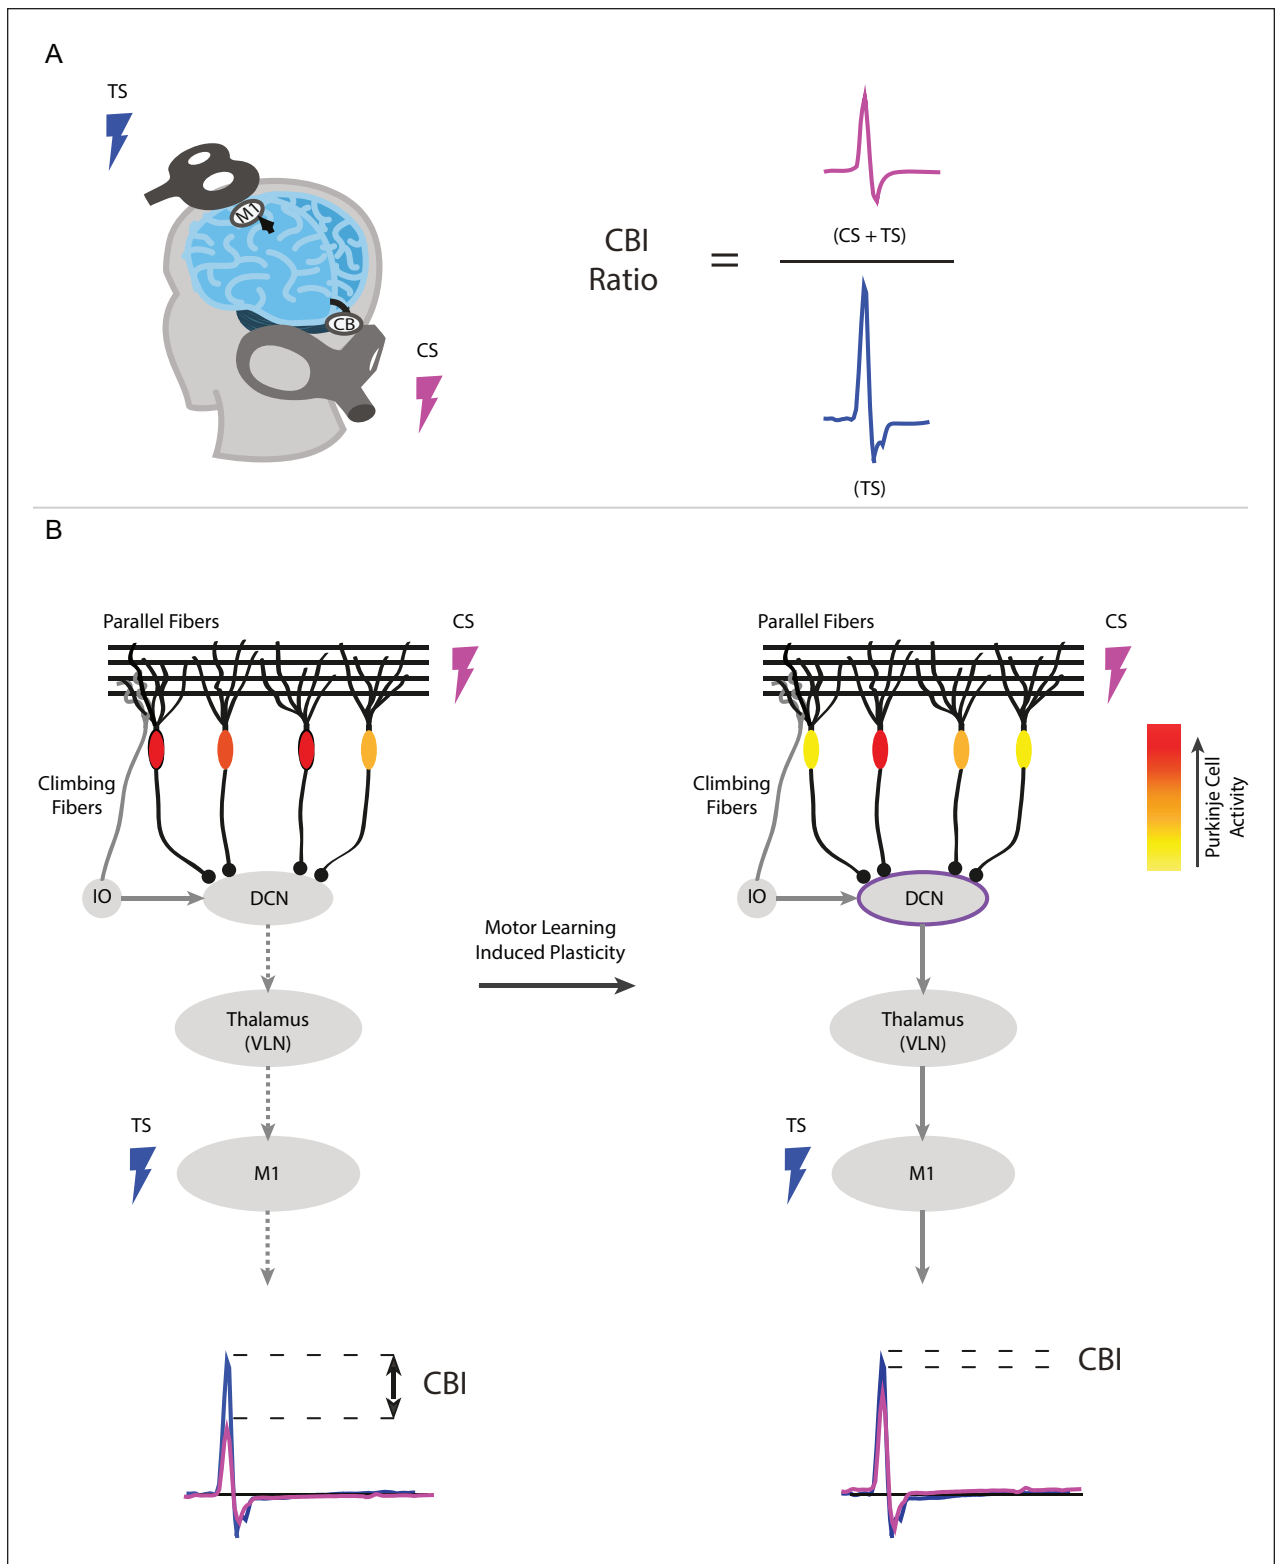 A
TS
M1
CB
CS
CBI
Ratio
=
(CS + TS)
(TS)
B
Parallel Fibers
CS
Climbing
Fibers
IO
DCN
Thalamus
(VLN)
TS
M1
CBI
Motor Learning
Induced Plasticity
Parallel Fibers
CS
Climbing
Fibers
IO
DCN
Thalamus
(VLN)
TS
M1
CBI
Purkinje Cell
Activity